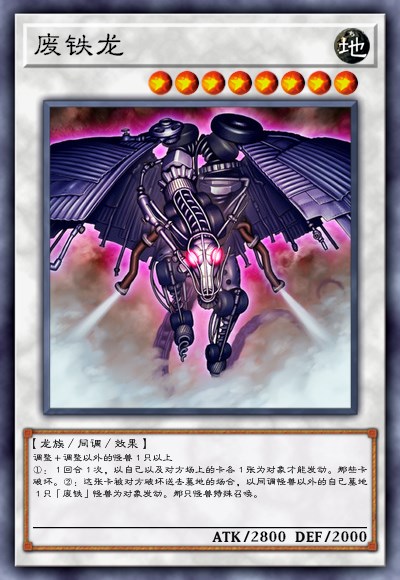 废铁龙
地
【龙族／同调／效果】
调整＋调整以外的怪兽１只以上
①：１回合１次，以自己以及对方场上的卡各１张为对象才能发动。那些卡
破坏。②：这张卡被对方破坏送去墓地的场合，以同调怪兽以外的自己墓地
１只「废铁」怪兽为对象发动。那只怪兽特殊召唤。
ATK/2800 DEF/2000